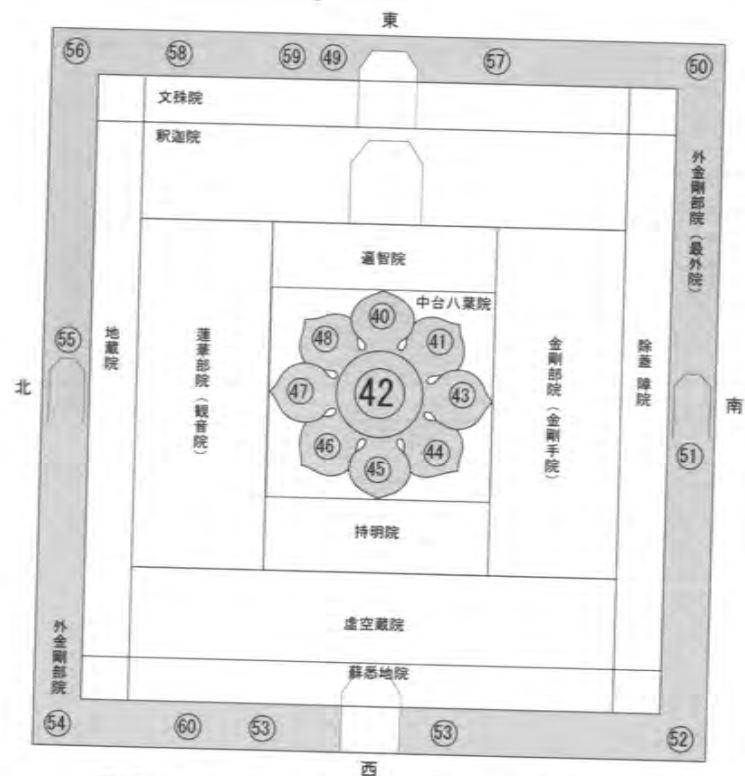 東
56 58 59 49 57 50
文殊院
釈迦院
外金剛部院（最外院）
遍智院
中台八葉院
40
48 41
47 42 43
46 44
45
55
地蔵院
蓮華部院（観音院）
金剛部院（金剛手院）
除蓋障院
北
南
51
持明院
虚空蔵院
蘇悉地院
外金剛部院
54 60 53 53 52
西